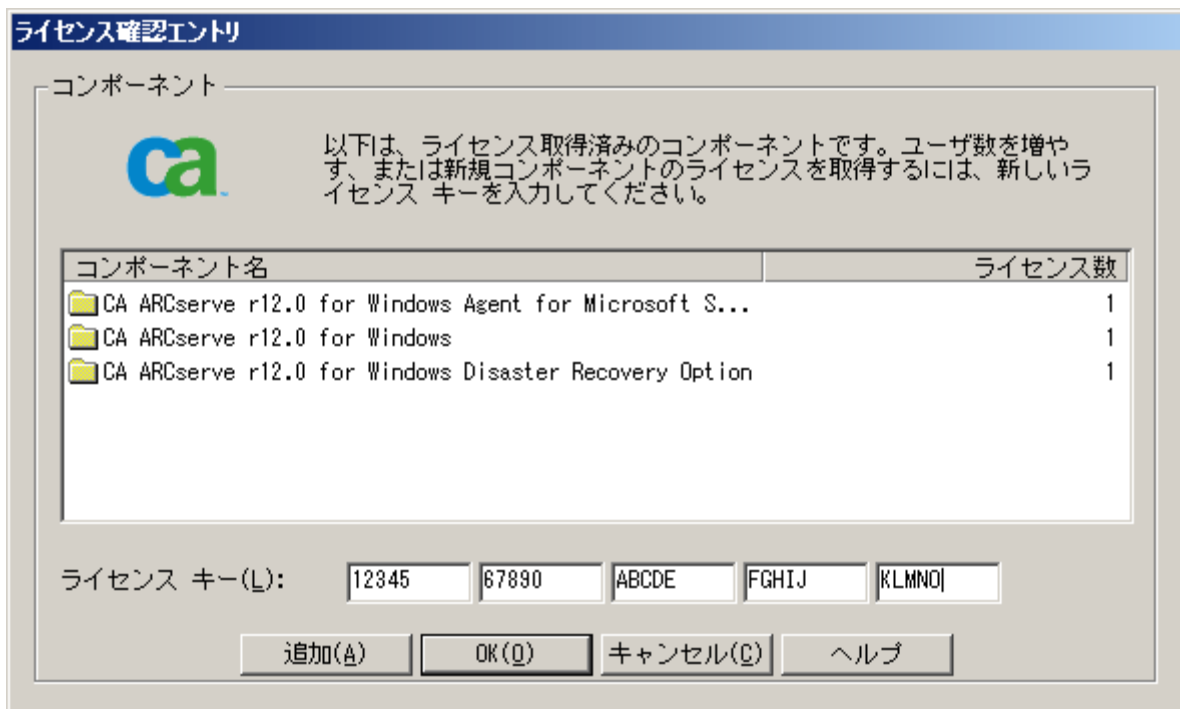 ライセンス確認エントリ
コンポーネント
ca
以下は、ライセンス取得済みのコンポーネントです。ユーザ数を増や
す、または新規コンポーネントのライセンスを取得するには、新しいラ
イセンス キーを入力してください。
コンポーネント名 ライセンス数
CA ARCserve r12.0 for Windows Agent for Microsoft S... 1
CA ARCserve r12.0 for Windows 1
CA ARCserve r12.0 for Windows Disaster Recovery Option 1
ライセンス キー(L): 12345 67890 ABCDE FGHIJ KLMNO
追加(A) OK(O) キャンセル(C) ヘルプ